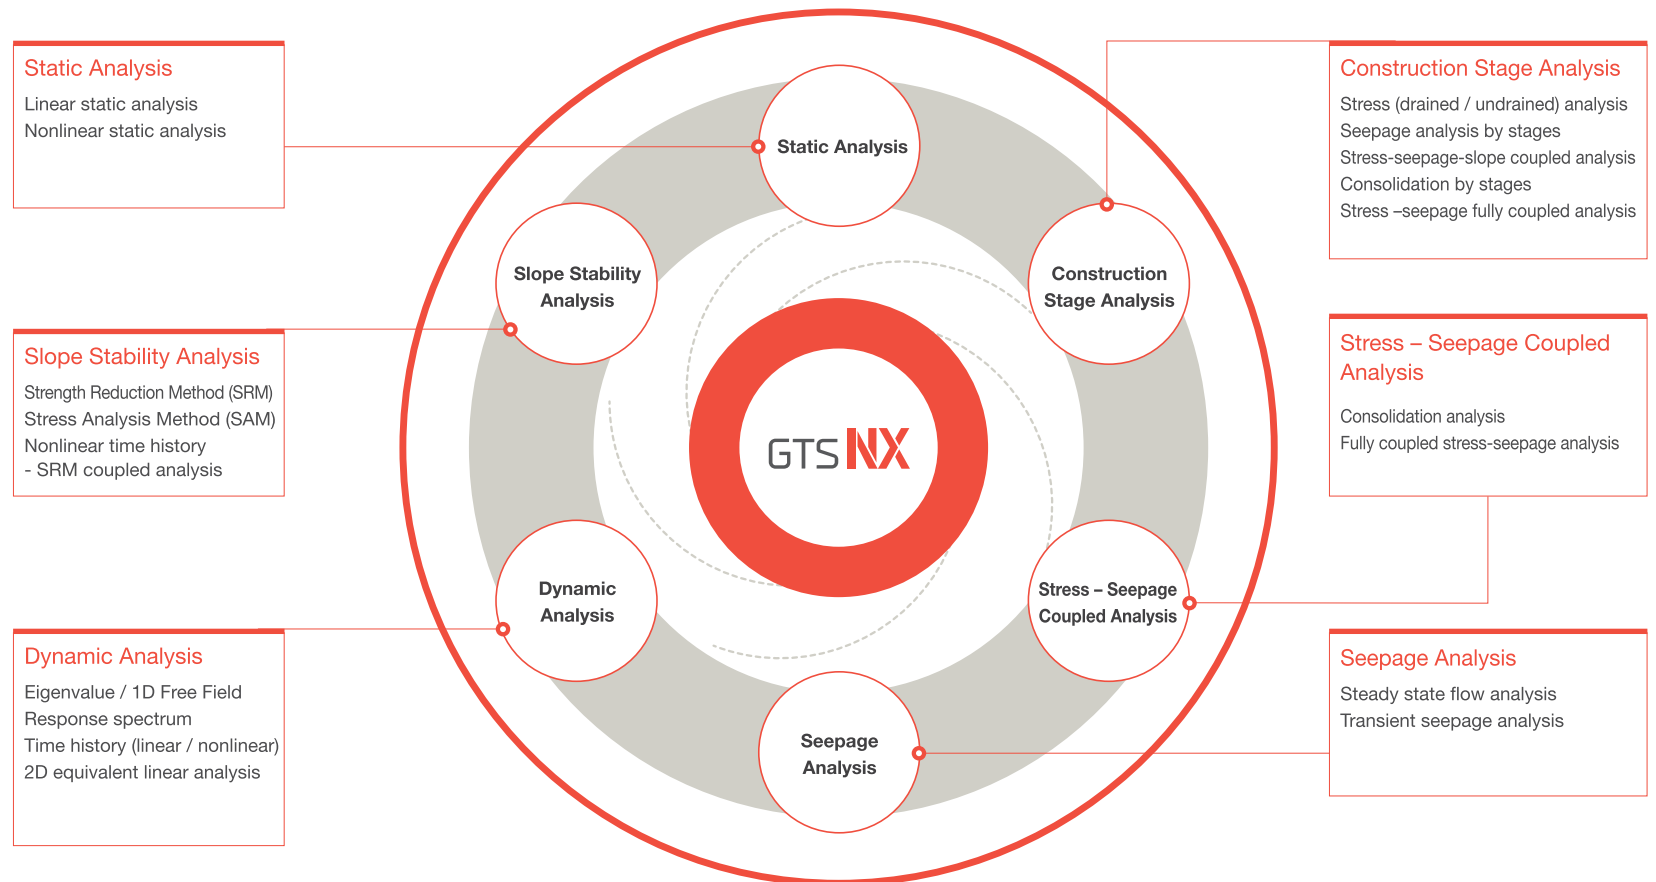 Static Analysis
Linear static analysis
Nonlinear static analysis
Slope Stability Analysis
Strength Reduction Method (SRM)
Stress Analysis Method (SAM)
Nonlinear time history
- SRM coupled analysis
Dynamic Analysis
Eigenvalue / 1D Free Field
Response spectrum
Time history (linear / nonlinear)
2D equivalent linear analysis
Static Analysis
Slope Stability
Analysis
Construction
Stage Analysis
GTS NX
Dynamic
Analysis
Stress – Seepage
Coupled Analysis
Seepage
Analysis
Construction Stage Analysis
Stress (drained / undrained) analysis
Seepage analysis by stages
Stress-seepage-slope coupled analysis
Consolidation by stages
Stress –seepage fully coupled analysis
Stress – Seepage Coupled
Analysis
Consolidation analysis
Fully coupled stress-seepage analysis
Seepage Analysis
Steady state flow analysis
Transient seepage analysis